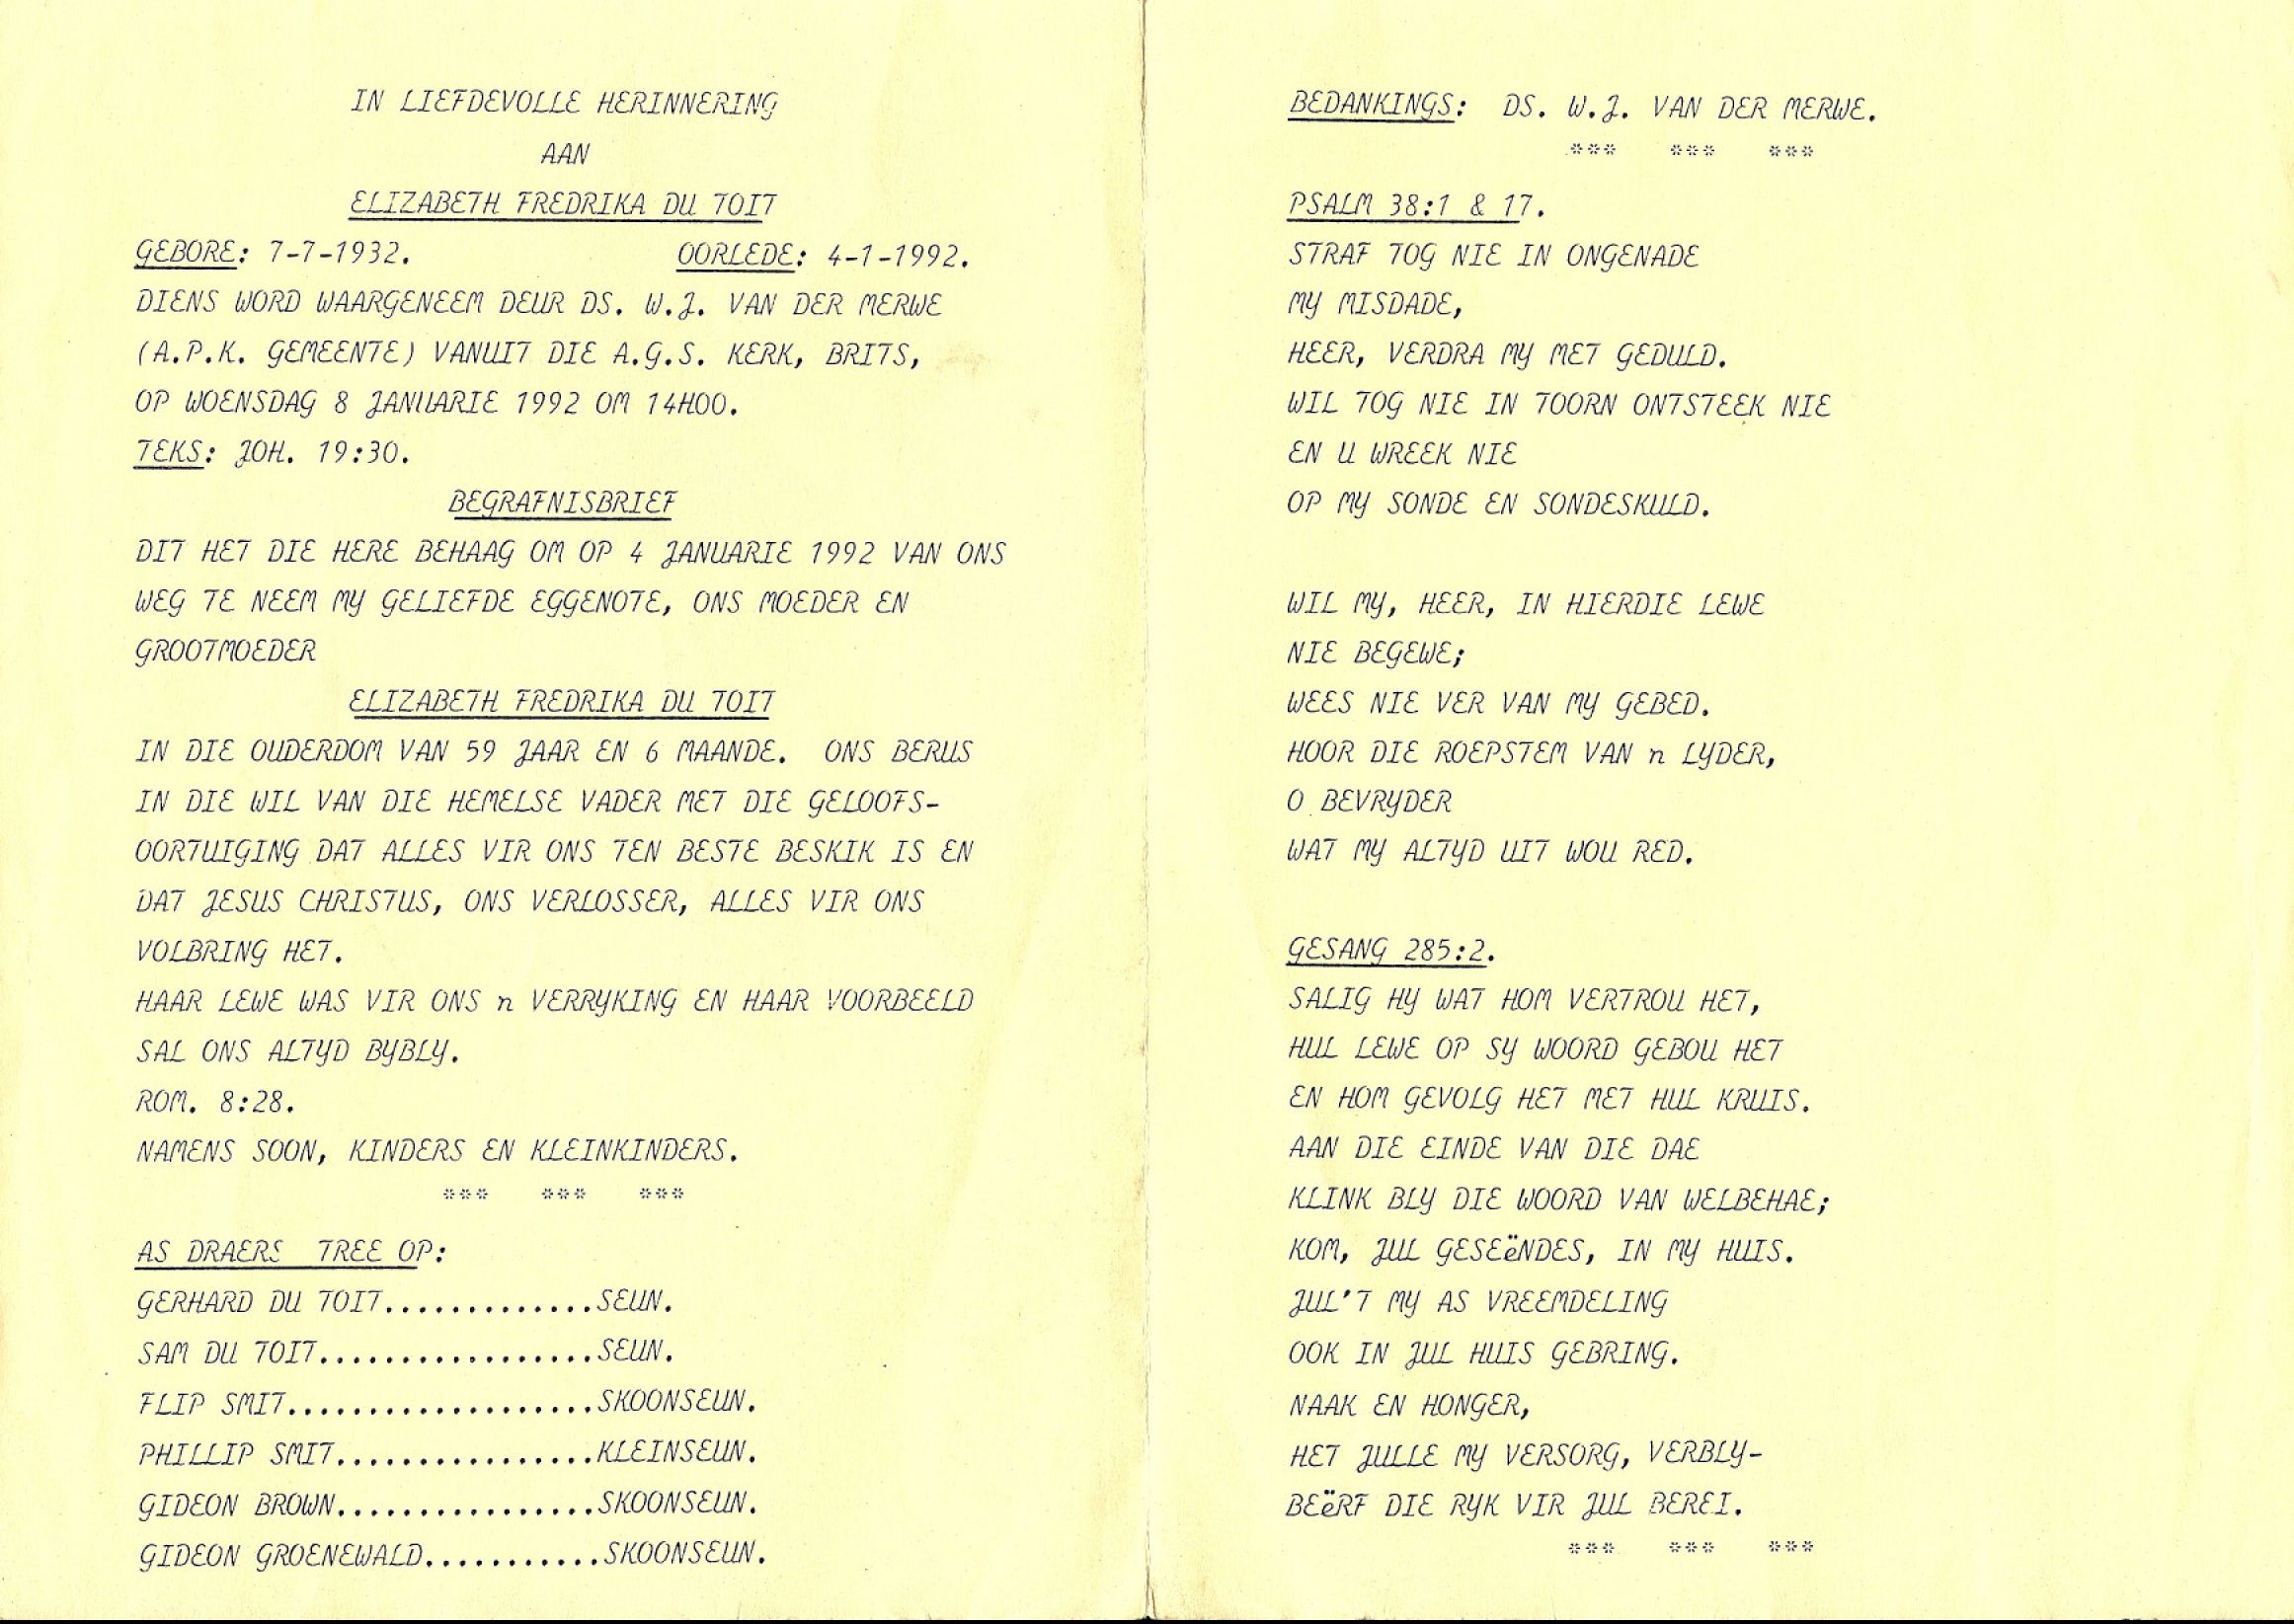 IN LIEFDEVOLLE HERINNERING
AAN
ELIZABETH FREDRIKA DU TOIT
GEBORE: 7-7-1932. OORLEDE: 4-1-1992.
DIENS WORD WAARGENEEM DEUR DS. W.J. VAN DER MERWE
(A.P.K. GEMEENTE) VANUIT DIE A.G.S. KERK, BRITS,
OP WOENSDAG 8 JANUARIE 1992 OM 14H00.
TEKS: JOH. 19:30.
BEGRAFNISBRIEF
DIT HET DIE HERE BEHAAG OM OP 4 JANUARIE 1992 VAN ONS
WEG TE NEEM MY GELIEFDE EGGENOTE, ONS MOEDER EN
GROOTMOEDER
ELIZABETH FREDRIKA DU TOIT
IN DIE OUDERDOM VAN 59 JAAR EN 6 MAANDE. ONS BERUS
IN DIE WIL VAN DIE HEMELSE VADER MET DIE GELOOFS-
OORTUIGING DAT ALLES VIR ONS TEN BESTE BESKIK IS EN
DAT JESUS CHRISTUS, ONS VERLOSSER, ALLES VIR ONS
VOLBRING HET.
HAAR LEWE WAS VIR ONS n VERRYKING EN HAAR VOORBEELD
SAL ONS ALTYD BYBLY.
ROM. 8:28.
NAMENS SOON, KINDERS EN KLEINKINDERS.
*** *** ***
AS DRAERS TREE OP:
GERHARD DU TOIT.............SEUN.
SAM DU TOIT.................SEUN.
FLIP SMIT...................SKOONSEUN.
PHILLIP SMIT................KLEINSEUN.
GIDEON BROWN................SKOONSEUN.
GIDEON GROENEWALD...........SKOONSEUN.
BEDANKINGS: DS. W.J. VAN DER MERWE.
*** *** ***
PSALM 38:1 & 17.
STRAF TOG NIE IN ONGENADE
MY MISDADE,
HEER, VERDRA MY MET GEDULD.
WIL TOG NIE IN TOORN ONTSTEEK NIE
EN U WREEK NIE
OP MY SONDE EN SONDESKULD.
WIL MY, HEER, IN HIERDIE LEWE
NIE BEGEWE;
WEES NIE VER VAN MY GEBED.
HOOR DIE ROEPSTEM VAN n LYDER,
O BEVRYDER
WAT MY ALTYD UIT WOU RED.
GESANG 285:2.
SALIG HY WAT HOM VERTROU HET,
HUL LEWE OP SY WOORD GEBOU HET
EN HOM GEVOLG HET MET HUL KRUIS.
AAN DIE EINDE VAN DIE DAE
KLINK BLY DIE WOORD VAN WELBEHAE;
KOM, JUL GESEëNDES, IN MY HUIS.
JUL'T MY AS VREEMDELING
OOK IN JUL HUIS GEBRING.
NAAK EN HONGER,
HET JULLE MY VERSORG, VERBLY-
BEëRF DIE RYK VIR JUL BEREI.
*** *** ***